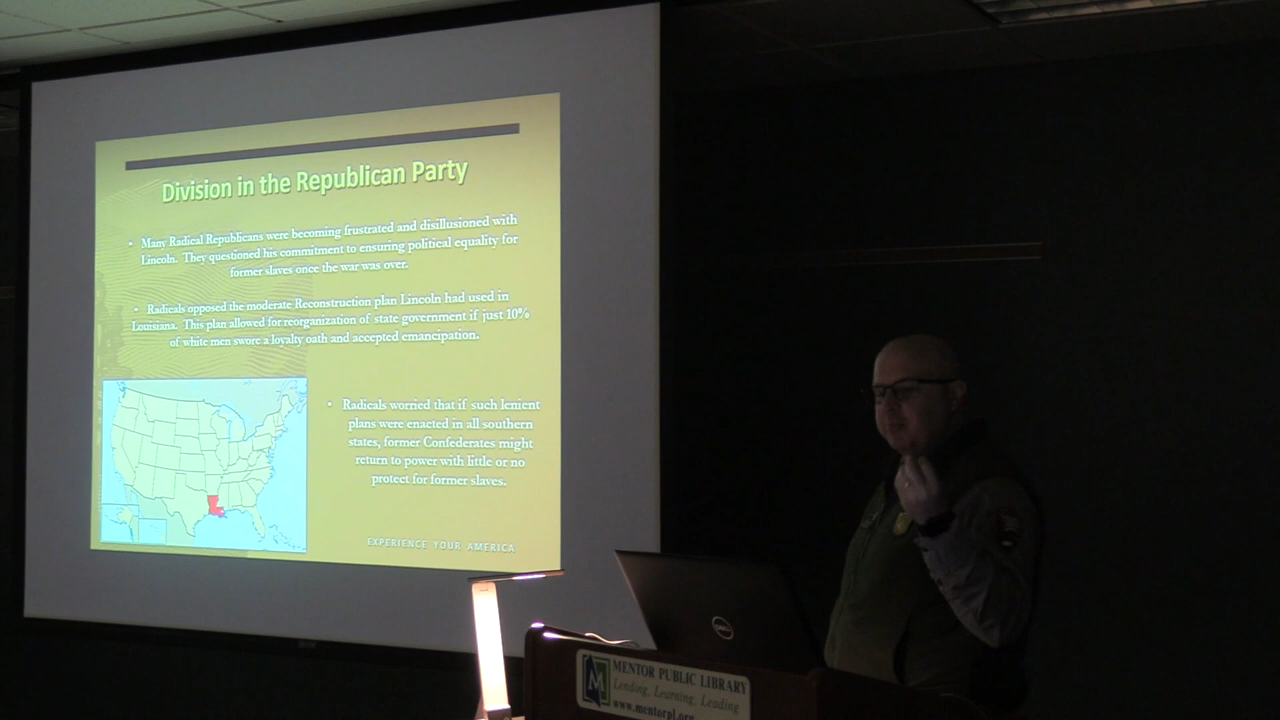 Division in the Republican Party
• Many Radical Republicans were becoming frustrated and disillusioned with
Lincoln. They questioned his commitment to ensuring political equality for
former slaves once the war was over.
• Radicals opposed the moderate Reconstruction plan Lincoln had used in
Louisiana. This plan allowed for reorganization of state government if just 10%
of white men swore a loyalty oath and accepted emancipation.
• Radicals worried that if such lenient
plans were enacted in all southern
states, former Confederates might
return to power with little or no
protect for former slaves.
EXPERIENCE YOUR AMERICA
DELL
M
MENTOR PUBLIC LIBRARY
Lending, Learning, Leading
www.mentorpl.org